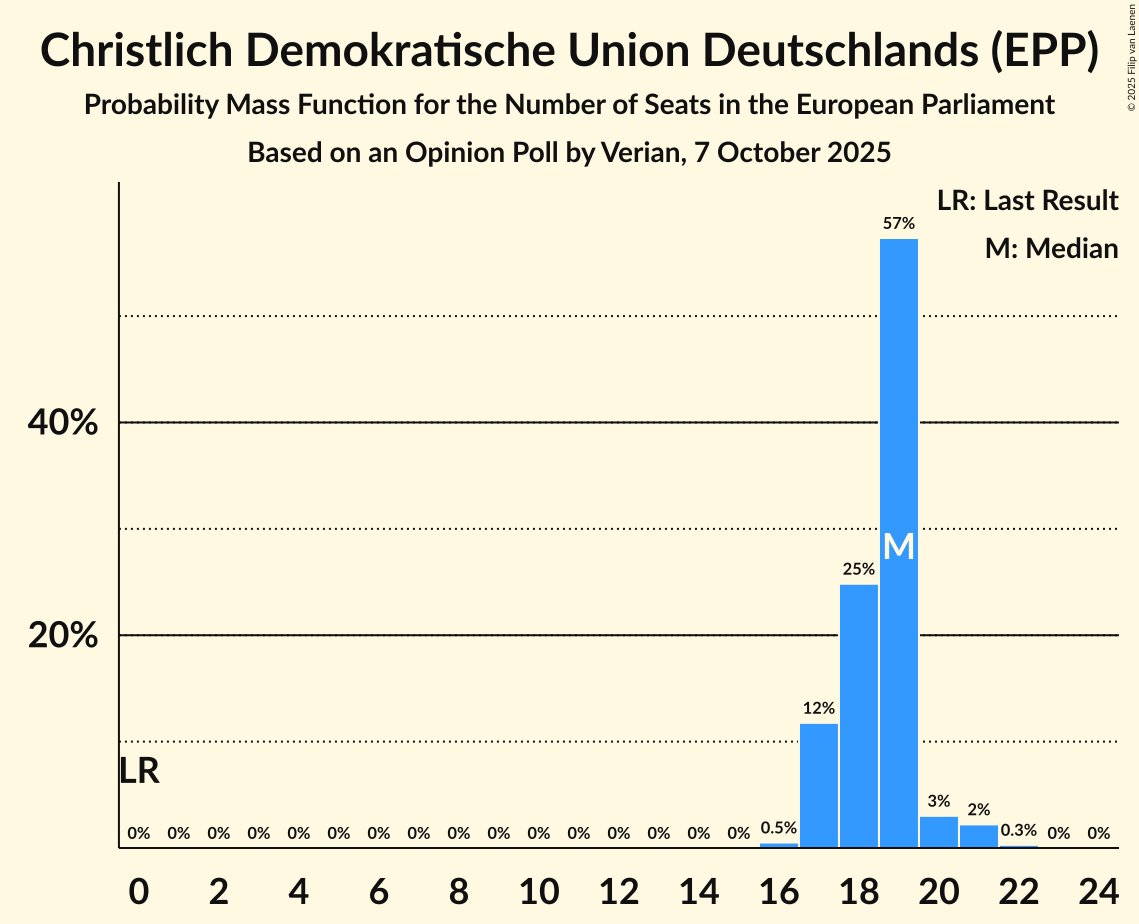 Christlich Demokratische Union Deutschlands (EPP)
Probability Mass Function for the Number of Seats in the European Parliament
Based on an Opinion Poll by Verian, 7 October 2025
© 2025 Filip van Laenen
LR: Last Result
M: Median
57%
40%
M
25%
20%
12%
LR
0% 0% 0% 0% 0% 0% 0% 0% 0% 0% 0% 0% 0% 0% 0% 0% 0.5% 3% 2% 0.3% 0% 0%
0 2 4 6 8 10 12 14 16 18 20 22 24